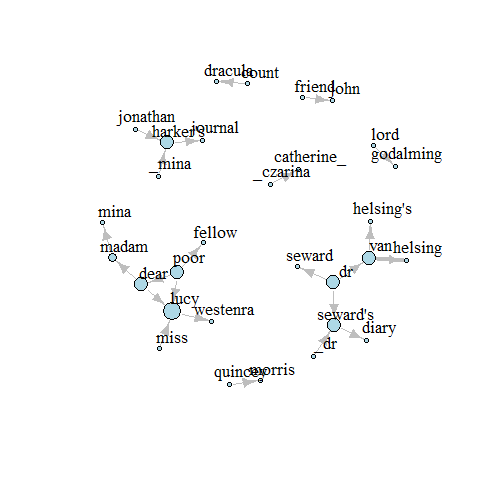 dracula
count
friend
john
jonathan
harker's
journal
_mina
lord
godalming
catherine_
_czarina
mina
madam
fellow
poor
dear
lucy
westenra
miss
helsing's
van
helsing
seward
dr
seward's
diary
_dr
quincey
morris